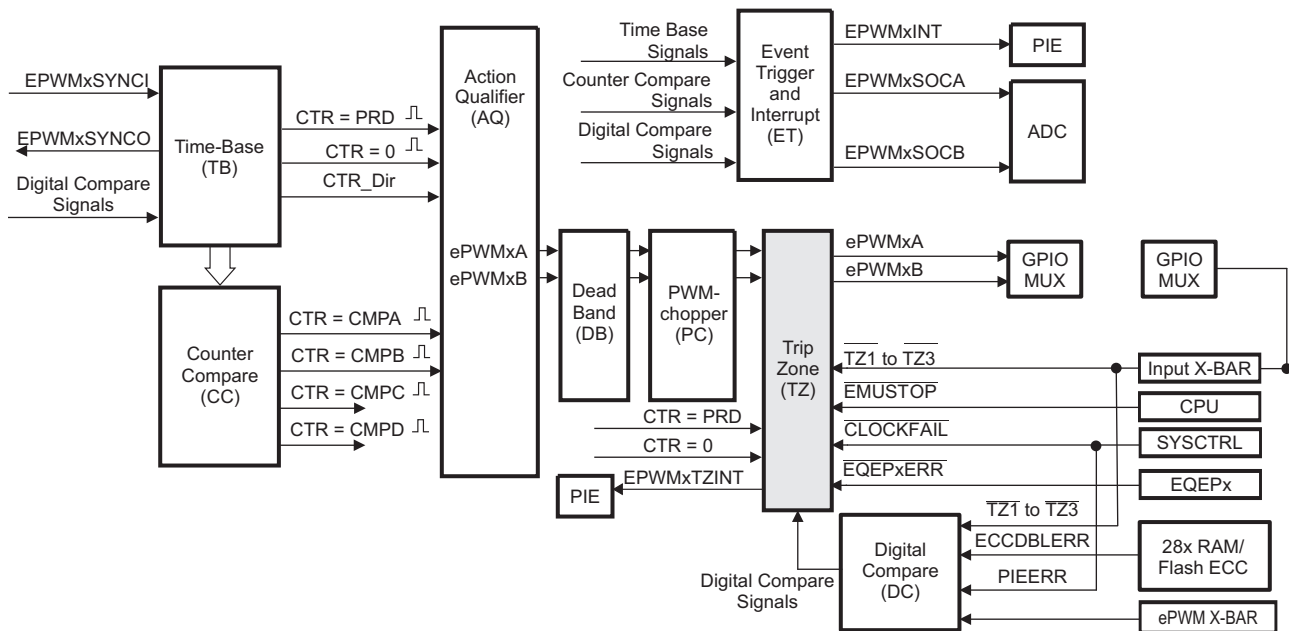 EPWMxSYNCI
EPWMxSYNCO
Digital Compare
Signals
Time-Base
(TB)
CTR = PRD
CTR = 0
CTR_Dir
Counter
Compare
(CC)
CTR = CMPA
CTR = CMPB
CTR = CMPC
CTR = CMPD
Action
Qualifier
(AQ)
ePWMxA
ePWMxB
Time Base
Signals
Counter Compare
Signals
Digital Compare
Signals
Event
Trigger
and
Interrupt
(ET)
EPWMxINT
EPWMxSOCA
EPWMxSOCB
PIE
ADC
Dead
Band
(DB)
PWM-
chopper
(PC)
Trip
Zone
(TZ)
ePWMxA
ePWMxB
GPIO
MUX
GPIO
MUX
TZ1 to TZ3
Input X-BAR
EMUSTOP
CPU
CLOCKFAIL
SYSCTRL
EQEPxERR
EQEPx
CTR = PRD
CTR = 0
EPWMxTZINT
PIE
Digital Compare
Signals
Digital
Compare
(DC)
TZ1 to TZ3
ECCDBLERR
PIEERR
28x RAM/
Flash ECC
ePWM X-BAR